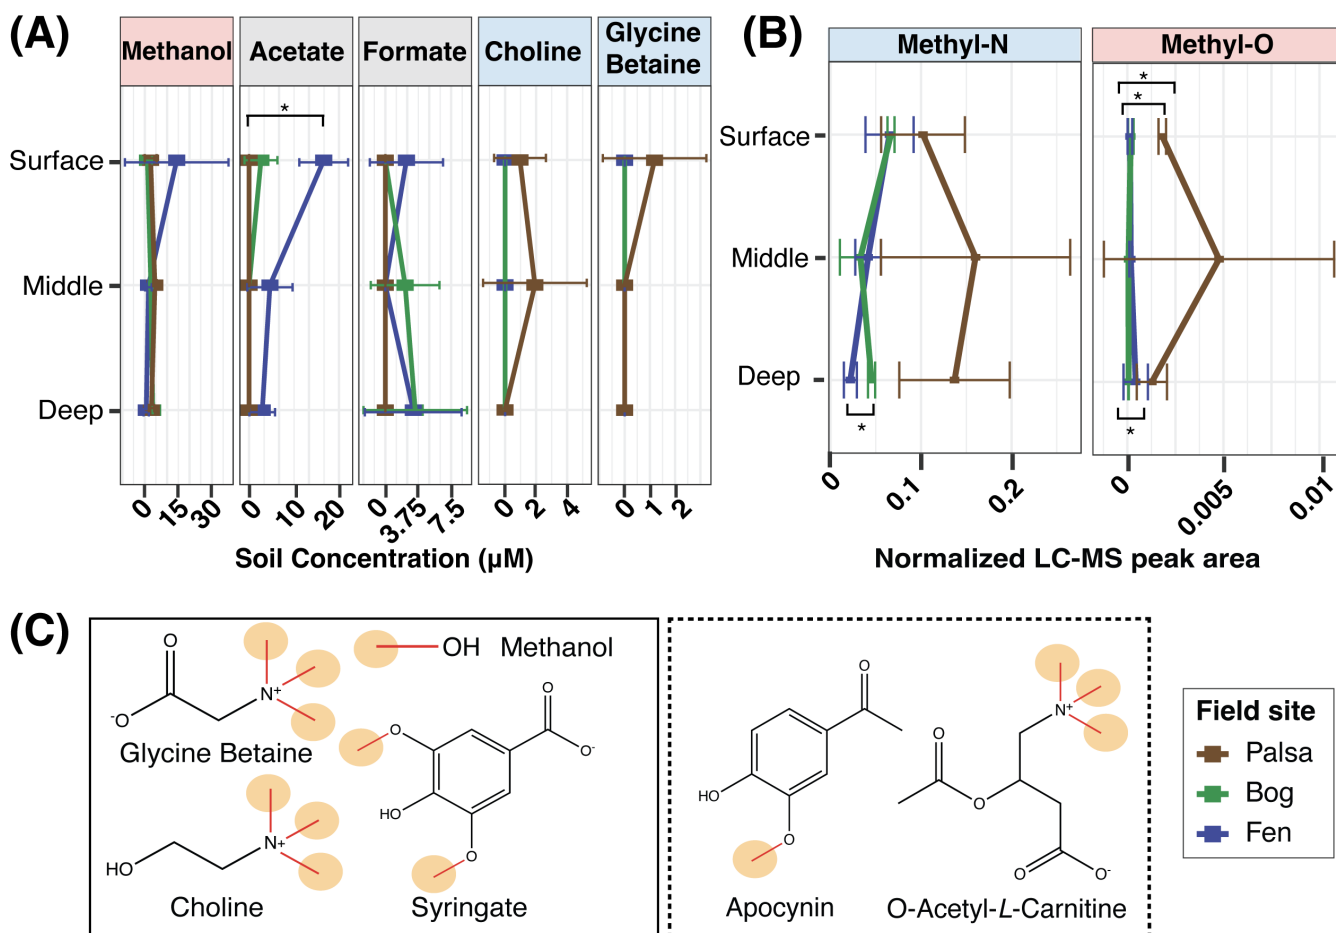 (A)
Methanol
Acetate
Formate
Choline
Glycine
Betaine
*
Surface
Middle
Deep
0 15 30
0 10 20
0 3.75 7.5
0 2 4
0 1 2
Soil Concentration (µM)
(B)
Methyl-N
Methyl-O
*
*
Surface
Middle
Deep
*
*
0 0.1 0.2
0 0.005 0.01
Normalized LC-MS peak area
(C)
O
-O
N+
Glycine Betaine
OH Methanol
HO
N+
Choline
O
O
O-
HO
O
Syringate
O
HO
O
Apocynin
N+
O
O
O
O-
O-Acetyl-L-Carnitine
Field site
Palsa
Bog
Fen